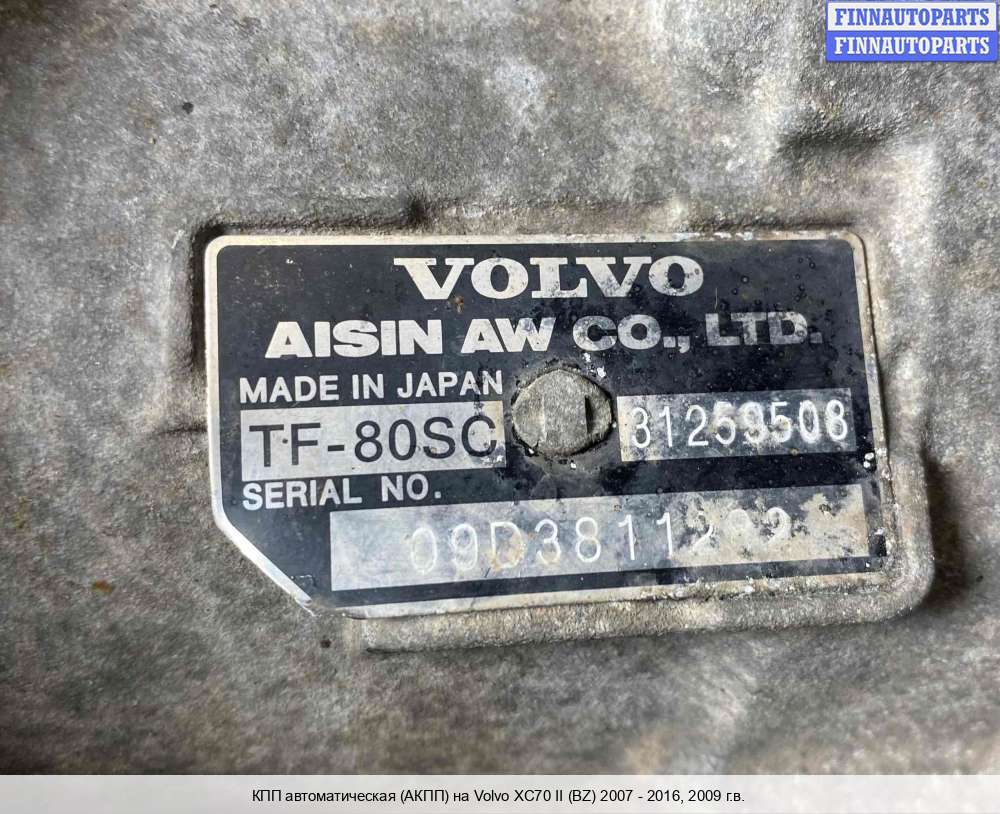 FINNAUTOPARTS
FINNAUTOPARTS
VOLVO
AISIN AW CO., LTD.
MADE IN JAPAN
TF-80SC
31259508
SERIAL NO.
КПП автоматическая (АКПП) на Volvo XC70 II (BZ) 2007 - 2016, 2009 г.в.